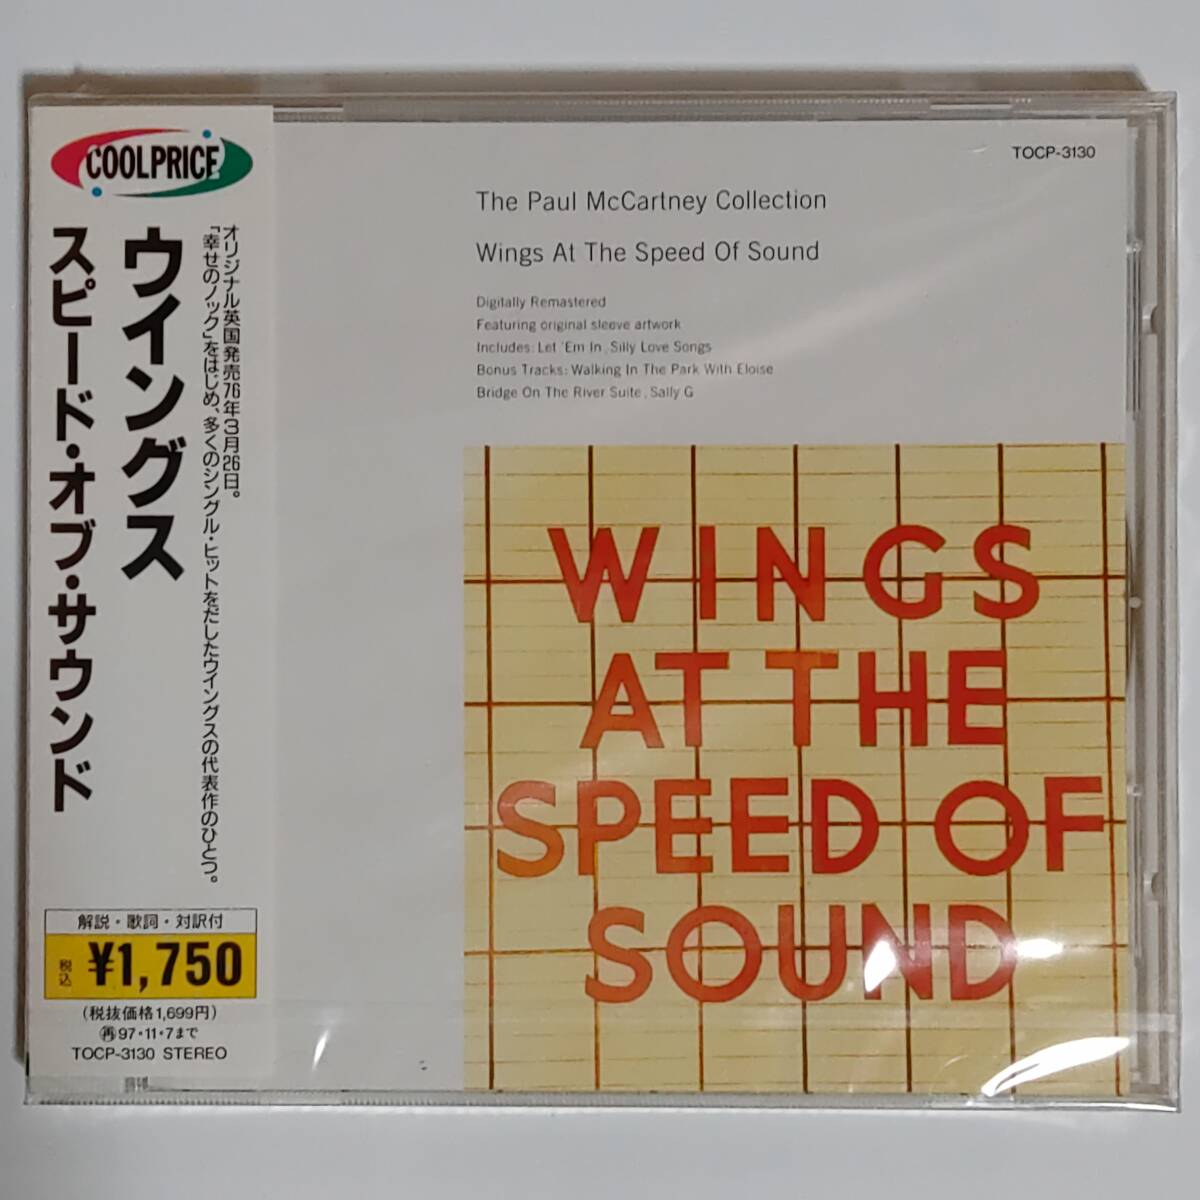 COOLPRICE
オリジナル英国発売76年3月26日。
「幸せのノック」をはじめ、多くのシングル・ヒットをだしたウイングスの代表作のひとつ。
ウイングス
スピード・オブ・サウンド
解説・歌詞・対訳付
税込 ¥1,750
(税抜価格1,699円)
再97・11・7まで
TOCP-3130 STEREO
TOCP-3130
The Paul McCartney Collection
Wings At The Speed Of Sound
Digitally Remastered
Featuring original sleeve artwork
Includes: Let 'Em In, Silly Love Songs
Bonus Tracks: Walking In The Park With Eloise
Bridge On The River Suite, Sally G
WINGS
AT THE
SPEED OF
SOUND